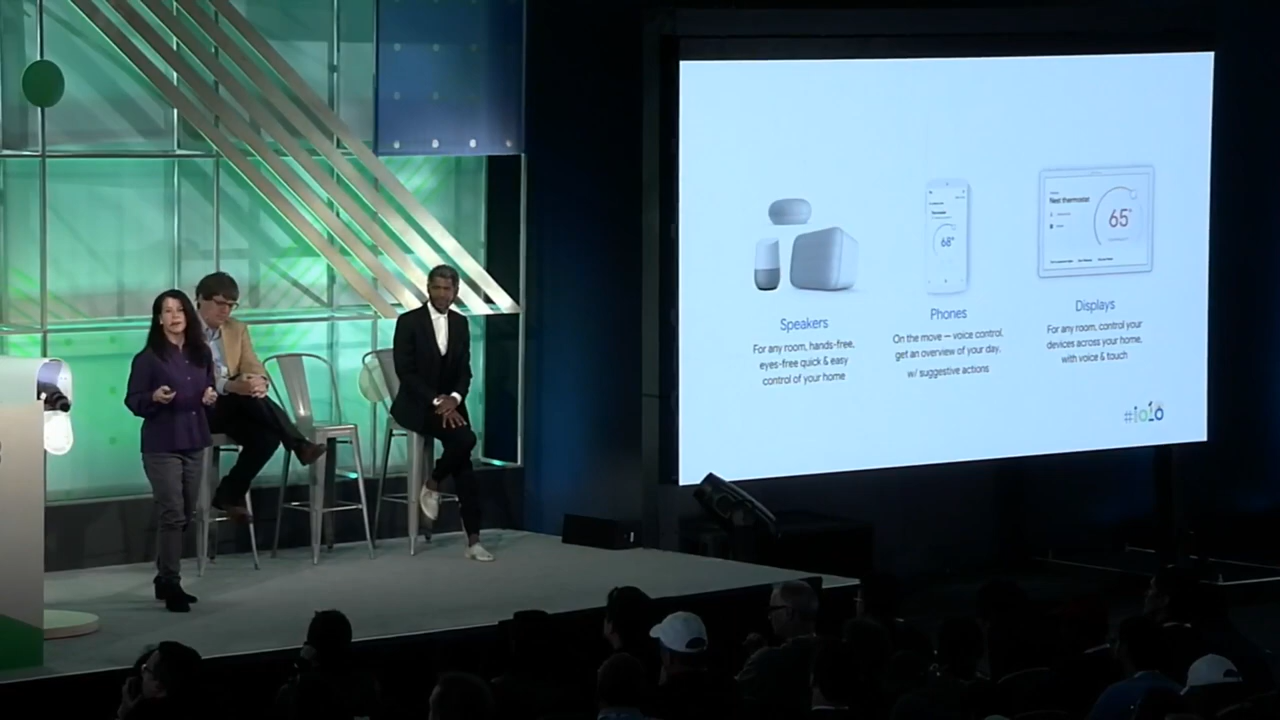 Speakers
For any room, hands-free,
eyes-free quick & easy
control of your home
Phones
On the move — voice control,
get an overview of your day,
w/ suggestive actions
Displays
For any room, control your
devices across your home,
with voice & touch
Thermostat
68°
Nest thermostat
65°
#io18